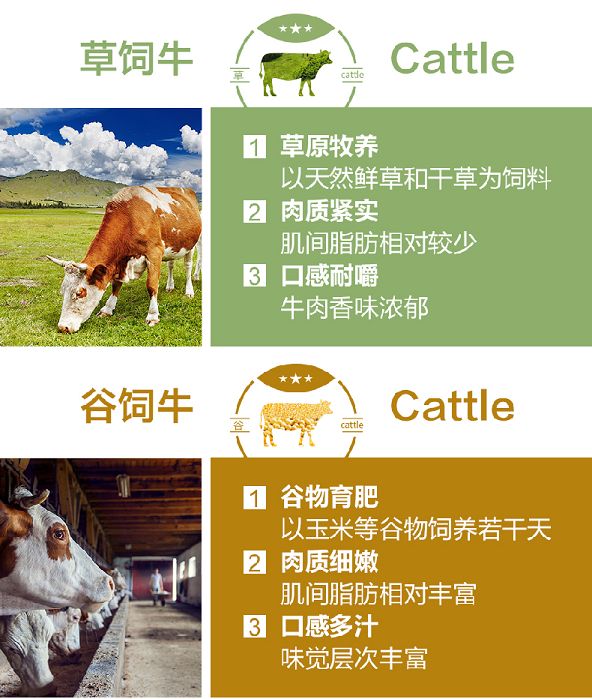 草饲牛
草 cattle
Cattle
1 草原牧养
以天然鲜草和干草为饲料
2 肉质紧实
肌间脂肪相对较少
3 口感耐嚼
牛肉香味浓郁
谷饲牛
谷 cattle
Cattle
1 谷物育肥
以玉米等谷物饲养若干天
2 肉质细嫩
肌间脂肪相对丰富
3 口感多汁
味觉层次丰富